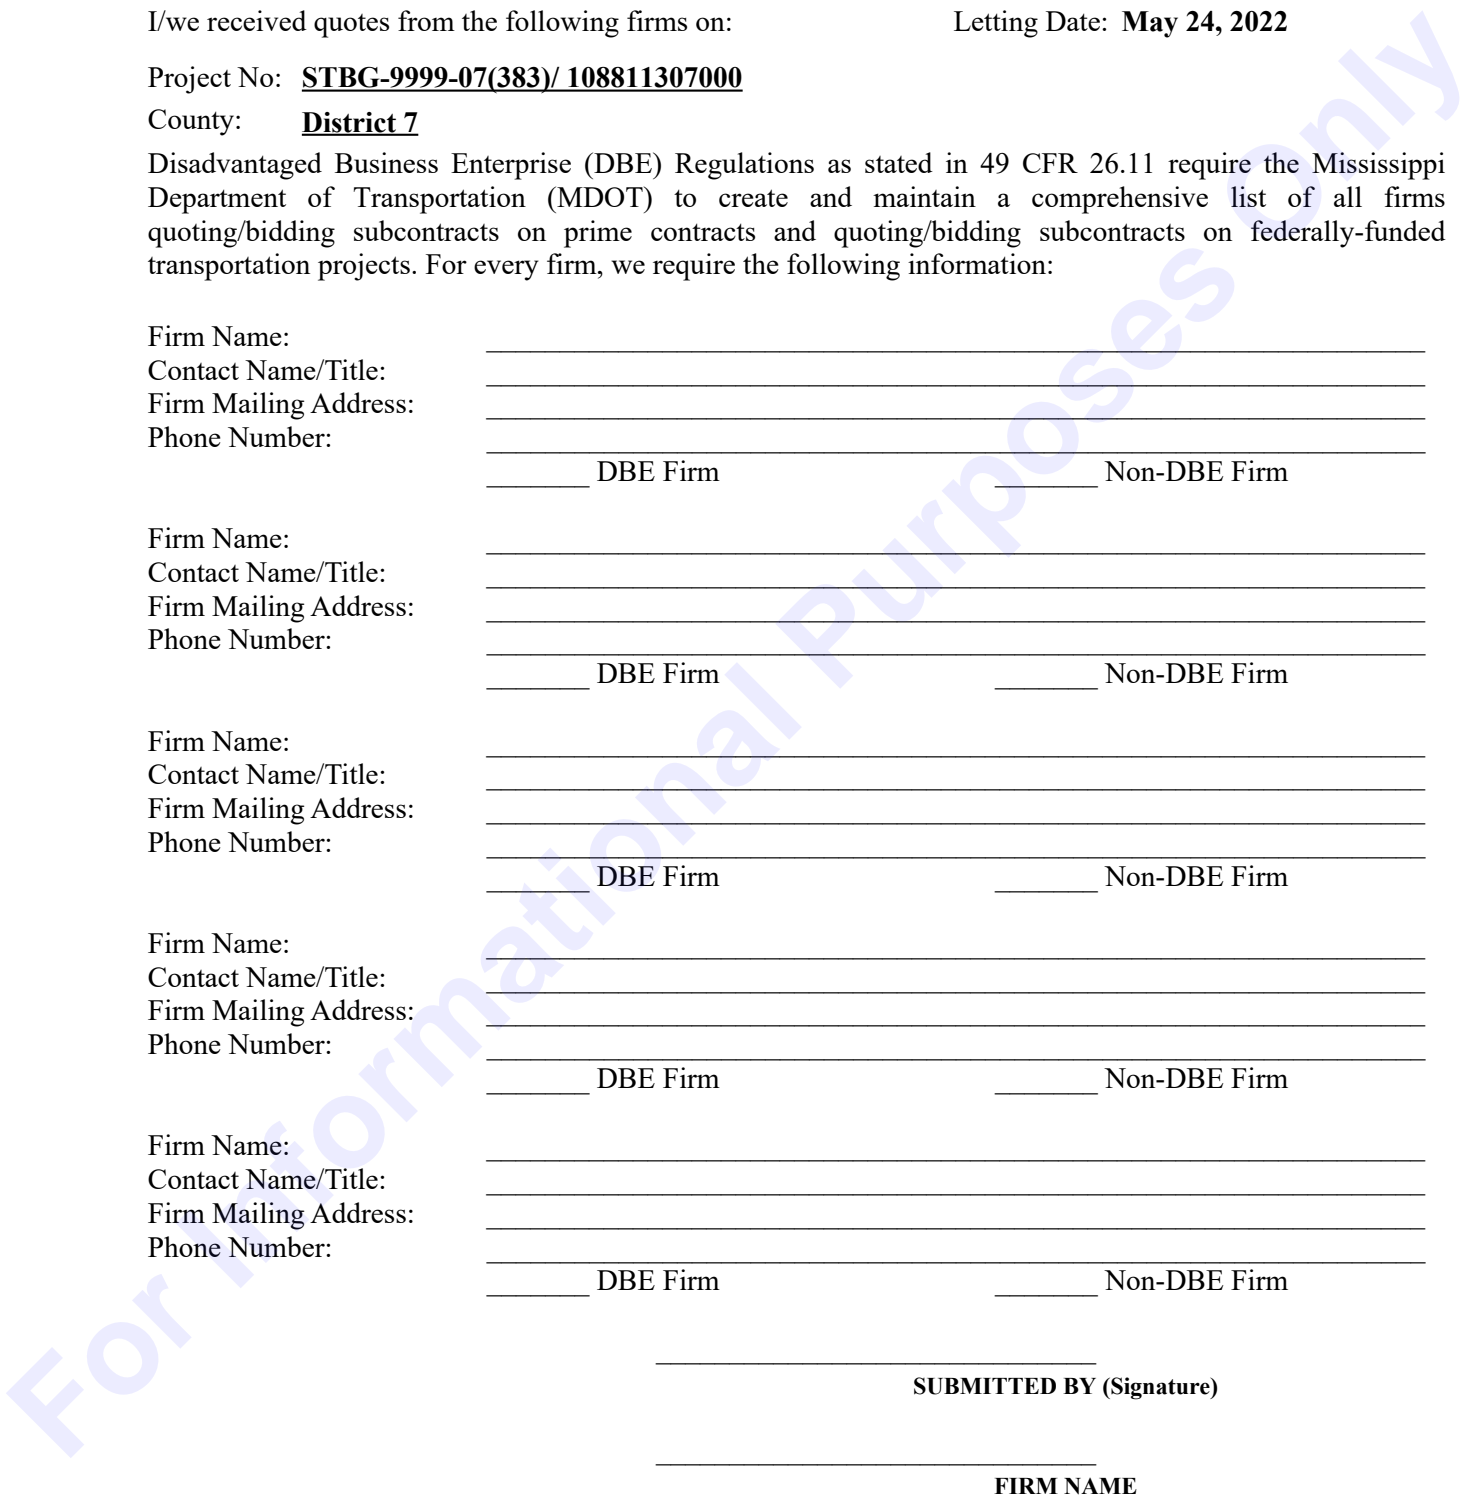 I/we received quotes from the following firms on: Letting Date: May 24, 2022
Project No: STBG-9999-07(383)/ 108811307000
County: District 7
Disadvantaged Business Enterprise (DBE) Regulations as stated in 49 CFR 26.11 require the Mississippi
Department of Transportation (MDOT) to create and maintain a comprehensive list of all firms
quoting/bidding subcontracts on prime contracts and quoting/bidding subcontracts on federally-funded
transportation projects. For every firm, we require the following information:
Firm Name:
Contact Name/Title:
Firm Mailing Address:
Phone Number:
DBE Firm Non-DBE Firm
Firm Name:
Contact Name/Title:
Firm Mailing Address:
Phone Number:
DBE Firm Non-DBE Firm
Firm Name:
Contact Name/Title:
Firm Mailing Address:
Phone Number:
DBE Firm Non-DBE Firm
Firm Name:
Contact Name/Title:
Firm Mailing Address:
Phone Number:
DBE Firm Non-DBE Firm
Firm Name:
Contact Name/Title:
Firm Mailing Address:
Phone Number:
DBE Firm Non-DBE Firm
SUBMITTED BY (Signature)
FIRM NAME
For Informational Purposes Only